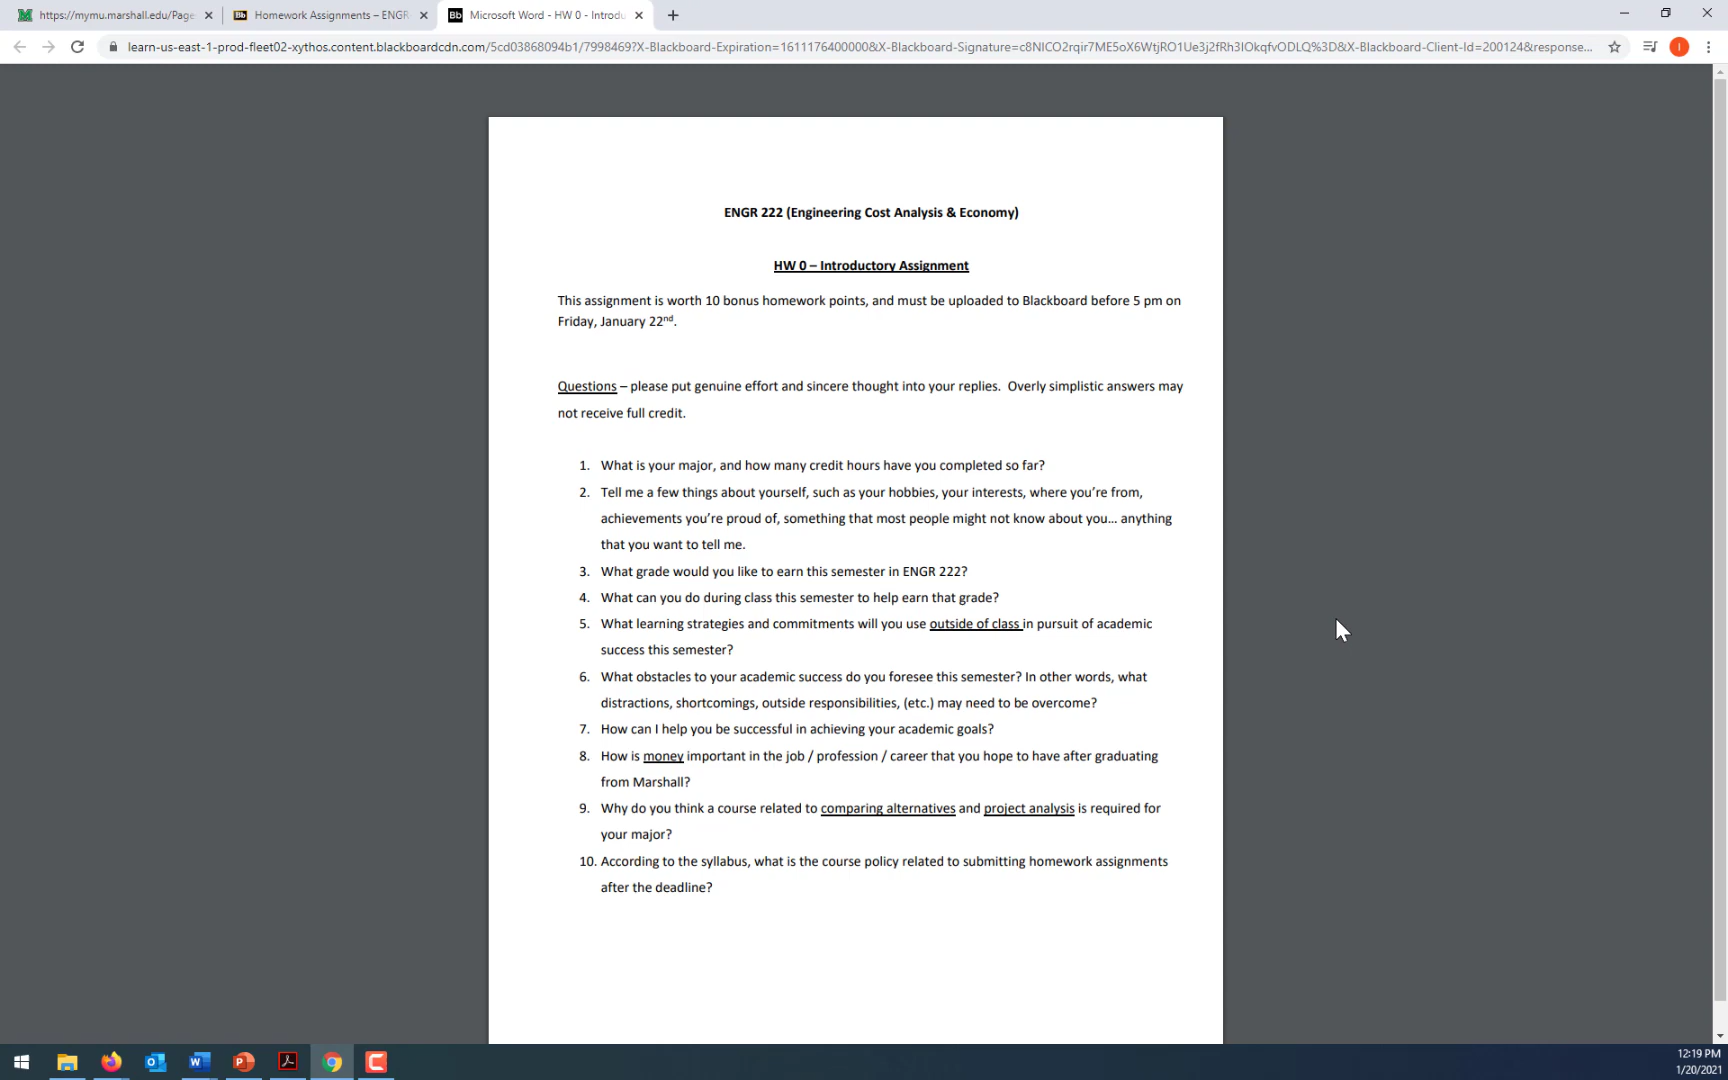 https://mymu.marshall.edu/Page
Homework Assignments – ENGR
Microsoft Word - HW 0 - Introdu
learn-us-east-1-prod-fleet02-xythos.content.blackboardcdn.com/5cd03868094b1/7998469?X-Blackboard-Expiration=1611176400000&X-Blackboard-Signature=c8NICO2rqir7ME5oX6WtjRO1Ue3j2fRh3IOkqfvODLQ%3D&X-Blackboard-Client-Id=200124&response...
ENGR 222 (Engineering Cost Analysis & Economy)
HW 0 – Introductory Assignment
This assignment is worth 10 bonus homework points, and must be uploaded to Blackboard before 5 pm on
Friday, January 22nd.
Questions – please put genuine effort and sincere thought into your replies.  Overly simplistic answers may
not receive full credit.
1. What is your major, and how many credit hours have you completed so far?
2. Tell me a few things about yourself, such as your hobbies, your interests, where you’re from,
achievements you’re proud of, something that most people might not know about you… anything
that you want to tell me.
3. What grade would you like to earn this semester in ENGR 222?
4. What can you do during class this semester to help earn that grade?
5. What learning strategies and commitments will you use outside of class in pursuit of academic
success this semester?
6. What obstacles to your academic success do you foresee this semester? In other words, what
distractions, shortcomings, outside responsibilities, (etc.) may need to be overcome?
7. How can I help you be successful in achieving your academic goals?
8. How is money important in the job / profession / career that you hope to have after graduating
from Marshall?
9. Why do you think a course related to comparing alternatives and project analysis is required for
your major?
10. According to the syllabus, what is the course policy related to submitting homework assignments
after the deadline?
12:19 PM
1/20/2021